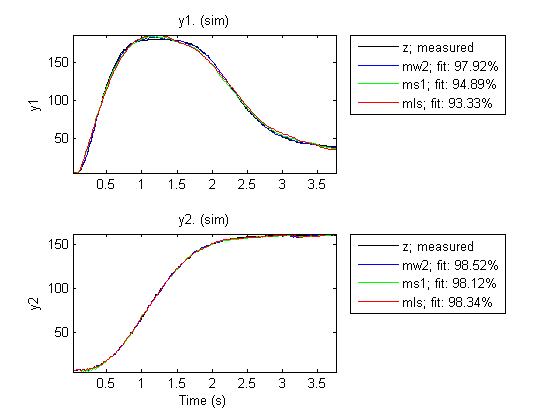 y1. (sim)
150
100
50
y1
0.5 1 1.5 2 2.5 3 3.5
z; measured
mw2; fit: 97.92%
ms1; fit: 94.89%
mls; fit: 93.33%
y2. (sim)
150
100
50
y2
0.5 1 1.5 2 2.5 3 3.5
Time (s)
z; measured
mw2; fit: 98.52%
ms1; fit: 98.12%
mls; fit: 98.34%